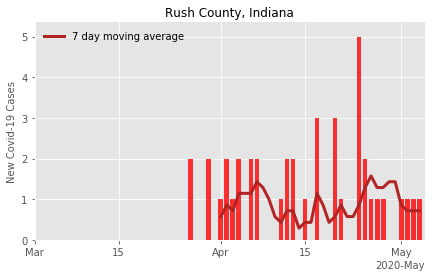 Rush County, Indiana
7 day moving average
New Covid-19 Cases
5
4
3
2
1
0
Mar
15
Apr
15
May
2020-May